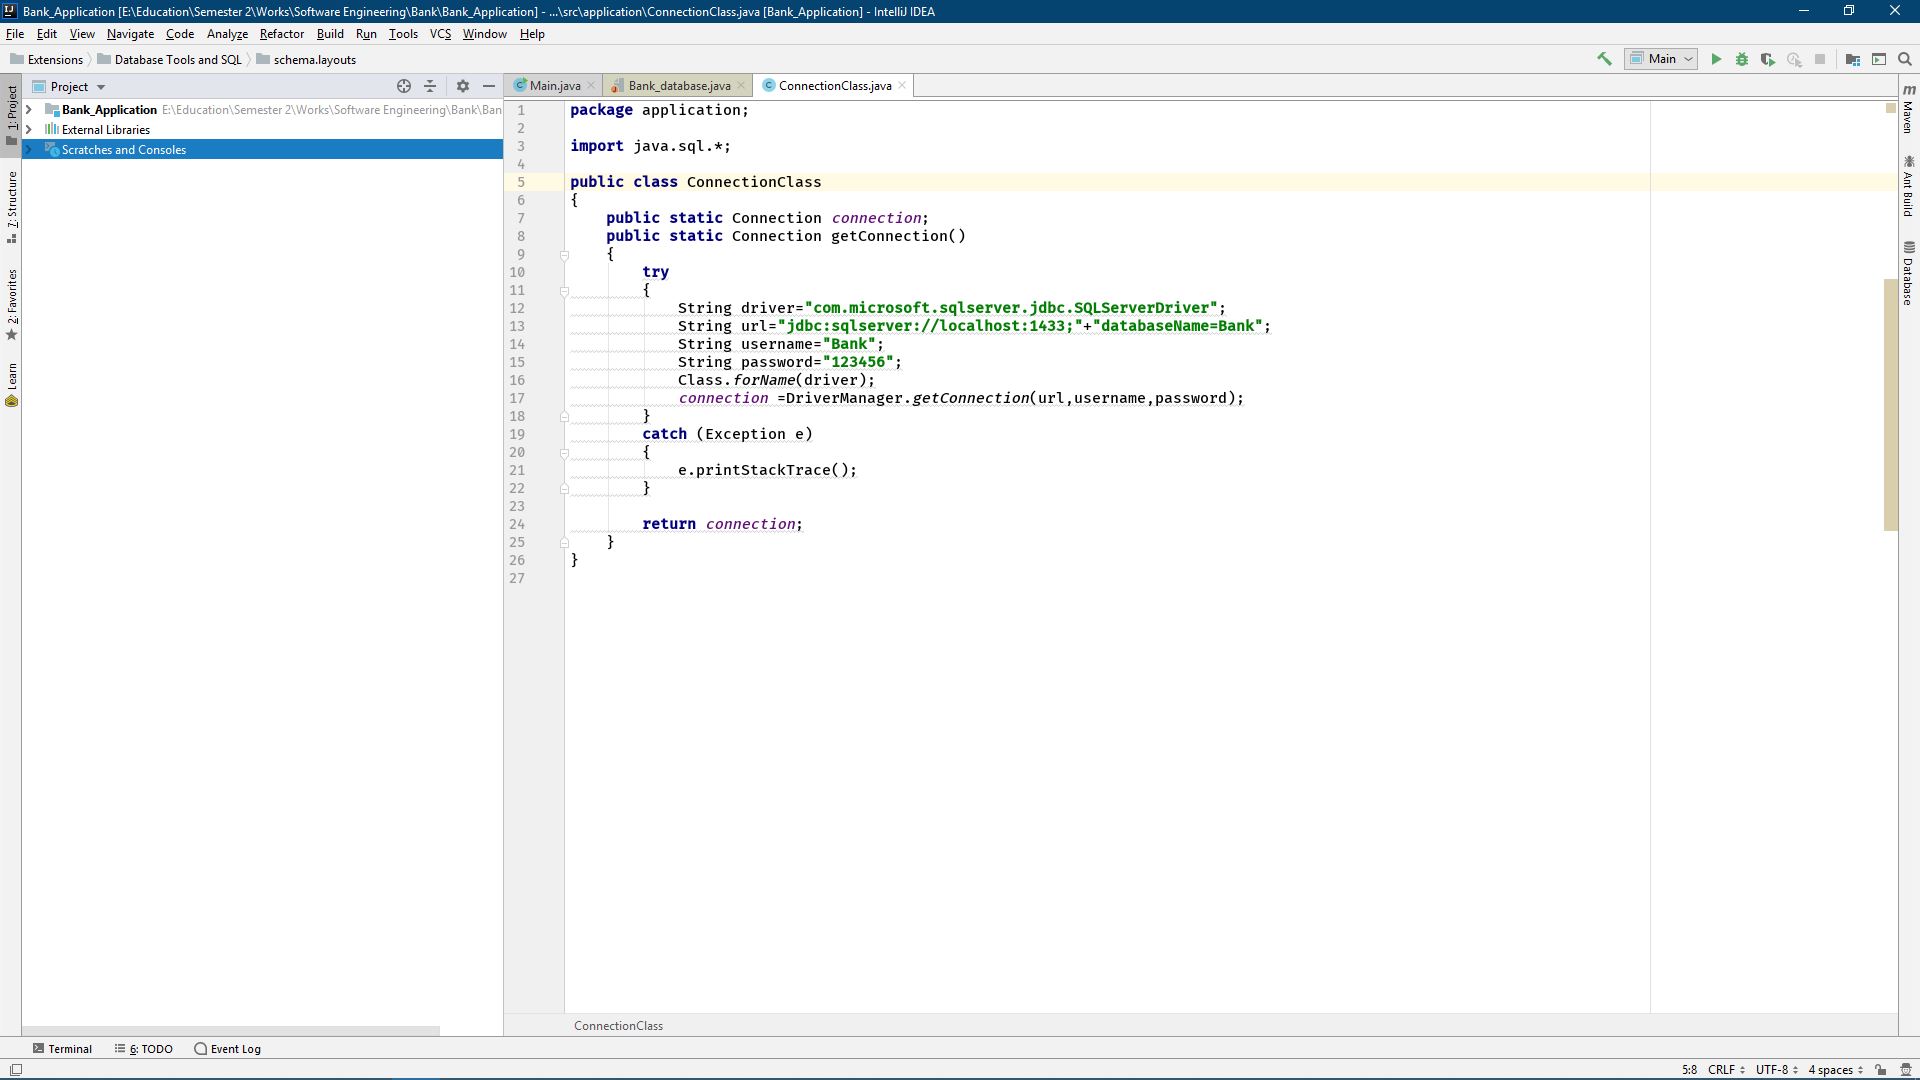 Bank_Application [E:\Education\Semester 2\Works\Software Engineering\Bank\Bank_Application] - ...\src\application\ConnectionClass.java [Bank_Application] - IntelliJ IDEA
File Edit View Navigate Code Analyze Refactor Build Run Tools VCS Window Help
Extensions Database Tools and SQL schema.layouts Main
Project
Main.java Bank_database.java ConnectionClass.java
Bank_Application E:\Education\Semester 2\Works\Software Engineering\Bank\Ban
External Libraries
Scratches and Consoles
1: Project
7: Structure
2: Favorites
Learn
1 package application;
2
3 import java.sql.*;
4
5 public class ConnectionClass
6 {
7 public static Connection connection;
8 public static Connection getConnection()
9 {
10 try
11 {
12 String driver="com.microsoft.sqlserver.jdbc.SQLServerDriver";
13 String url="jdbc:sqlserver://localhost:1433;"+"databaseName=Bank";
14 String username="Bank";
15 String password="123456";
16 Class.forName(driver);
17 connection =DriverManager.getConnection(url,username,password);
18 }
19 catch (Exception e)
20 {
21 e.printStackTrace();
22 }
23
24 return connection;
25 }
26 }
27
m Maven
Ant Build
Database
ConnectionClass
Terminal 6: TODO Event Log
5:8 CRLF UTF-8 4 spaces